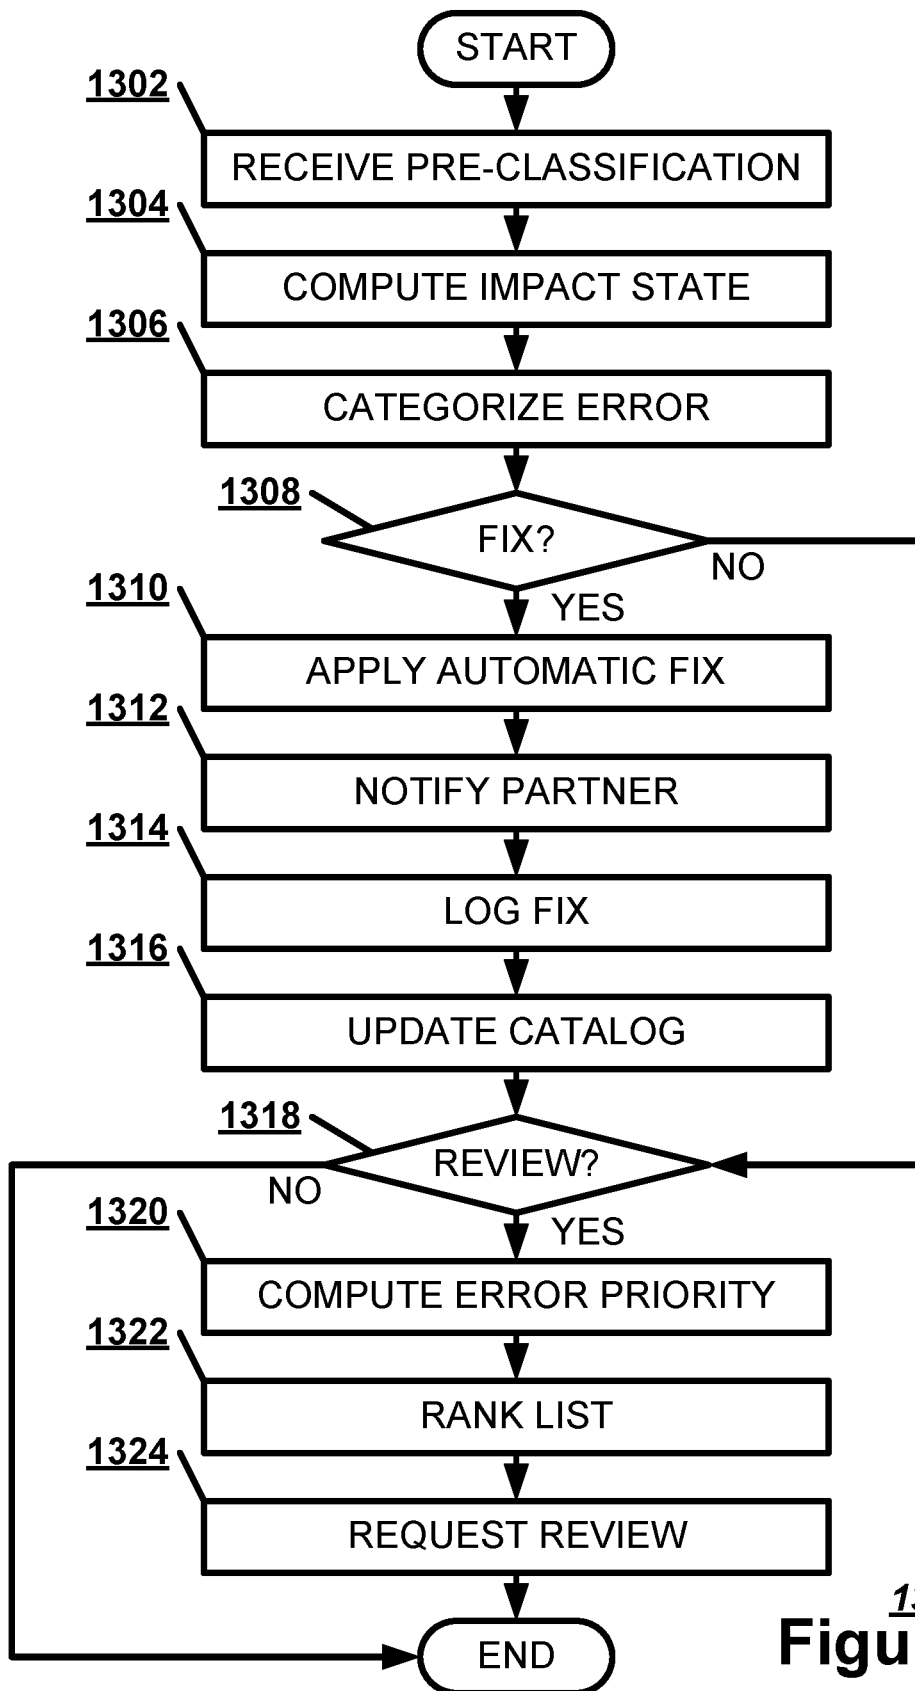 START
1302
RECEIVE PRE-CLASSIFICATION
1304
COMPUTE IMPACT STATE
1306
CATEGORIZE ERROR
1308
FIX?
NO
YES
1310
APPLY AUTOMATIC FIX
1312
NOTIFY PARTNER
1314
LOG FIX
1316
UPDATE CATALOG
1318
REVIEW?
NO
YES
1320
COMPUTE ERROR PRIORITY
1322
RANK LIST
1324
REQUEST REVIEW
END